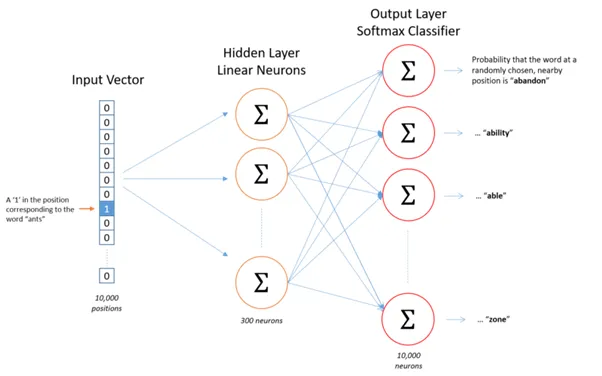 Output Layer
Softmax Classifier
Hidden Layer
Linear Neurons
Input Vector
0
0
0
0
0
0
0
1
0
0
0
A '1' in the position
corresponding to the
word "ants"
10,000
positions
Σ
Σ
Σ
300 neurons
Σ
Σ
Σ
Σ
10,000
neurons
Probability that the word at a
randomly chosen, nearby
position is "abandon"
... "ability"
... "able"
... "zone"